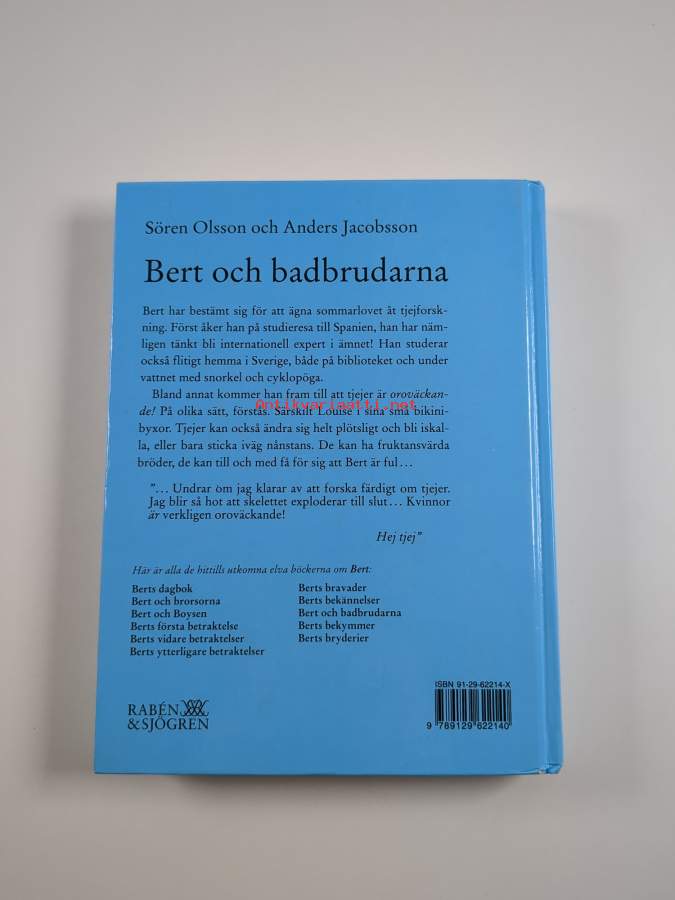 Sören Olsson och Anders Jacobsson
Bert och badbrudarna
Bert har bestämt sig för att ägna sommarlovet åt tjejforsk-
ning. Först åker han på studieresa till Spanien, han har näm-
ligen tänkt bli internationell expert i ämnet! Han studerar
också flitigt hemma i Sverige, både på biblioteket och under
vattnet med snorkel och cyklopöga.
Bland annat kommer han fram till att tjejer är oroväckan-
de! På olika sätt, förstås. Särskilt Louise i sina små bikini-
byxor. Tjejer kan också ändra sig helt plötsligt och bli iskal-
la, eller bara sticka iväg nånstans. De kan ha fruktansvärda
bröder, de kan till och med få för sig att Bert är ful…
Antikvariaatti.net
"… Undrar om jag klarar av att forska färdigt om tjejer.
Jag blir så hot att skelettet exploderar till slut… Kvinnor
är verkligen oroväckande!
Hej tjej"
Här är alla de hittills utkomna elva böckerna om Bert:
Berts dagbok
Bert och brorsorna
Bert och Boysen
Berts första betraktelse
Berts vidare betraktelser
Berts ytterligare betraktelser
Berts bravader
Berts bekännelser
Bert och badbrudarna
Berts bekymmer
Berts bryderier
RABÉN
&SJÖGREN
ISBN 91-29-62214-X
9 789129 622140